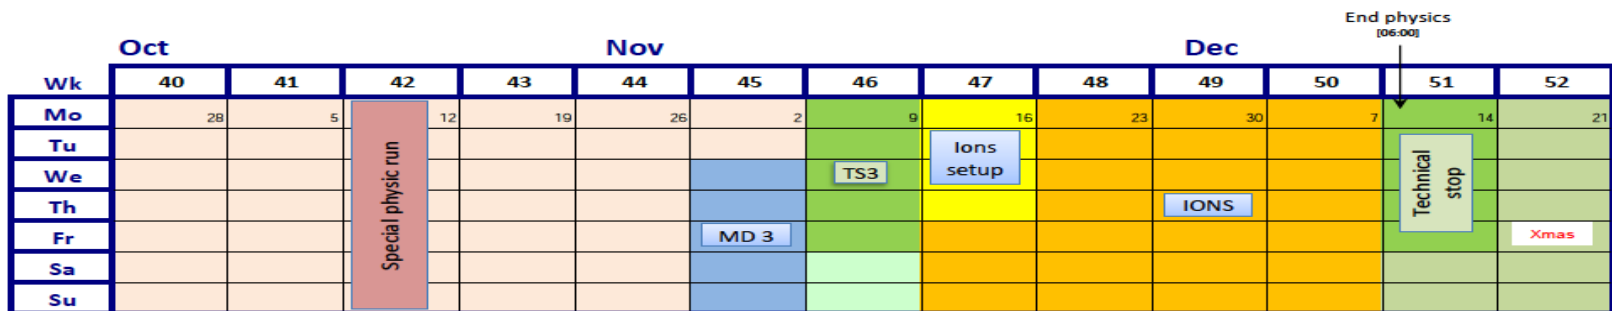 End physics
[06:00]
Oct Nov Dec
Wk 40 41 42 43 44 45 46 47 48 49 50 51 52
Mo 28 5 12 19 26 2 9 16 23 30 7 14 21
Tu
We
Th
Fr
Sa
Su
Special physic run
MD 3
TS3
Ions
setup
IONS
Technical
stop
Xmas